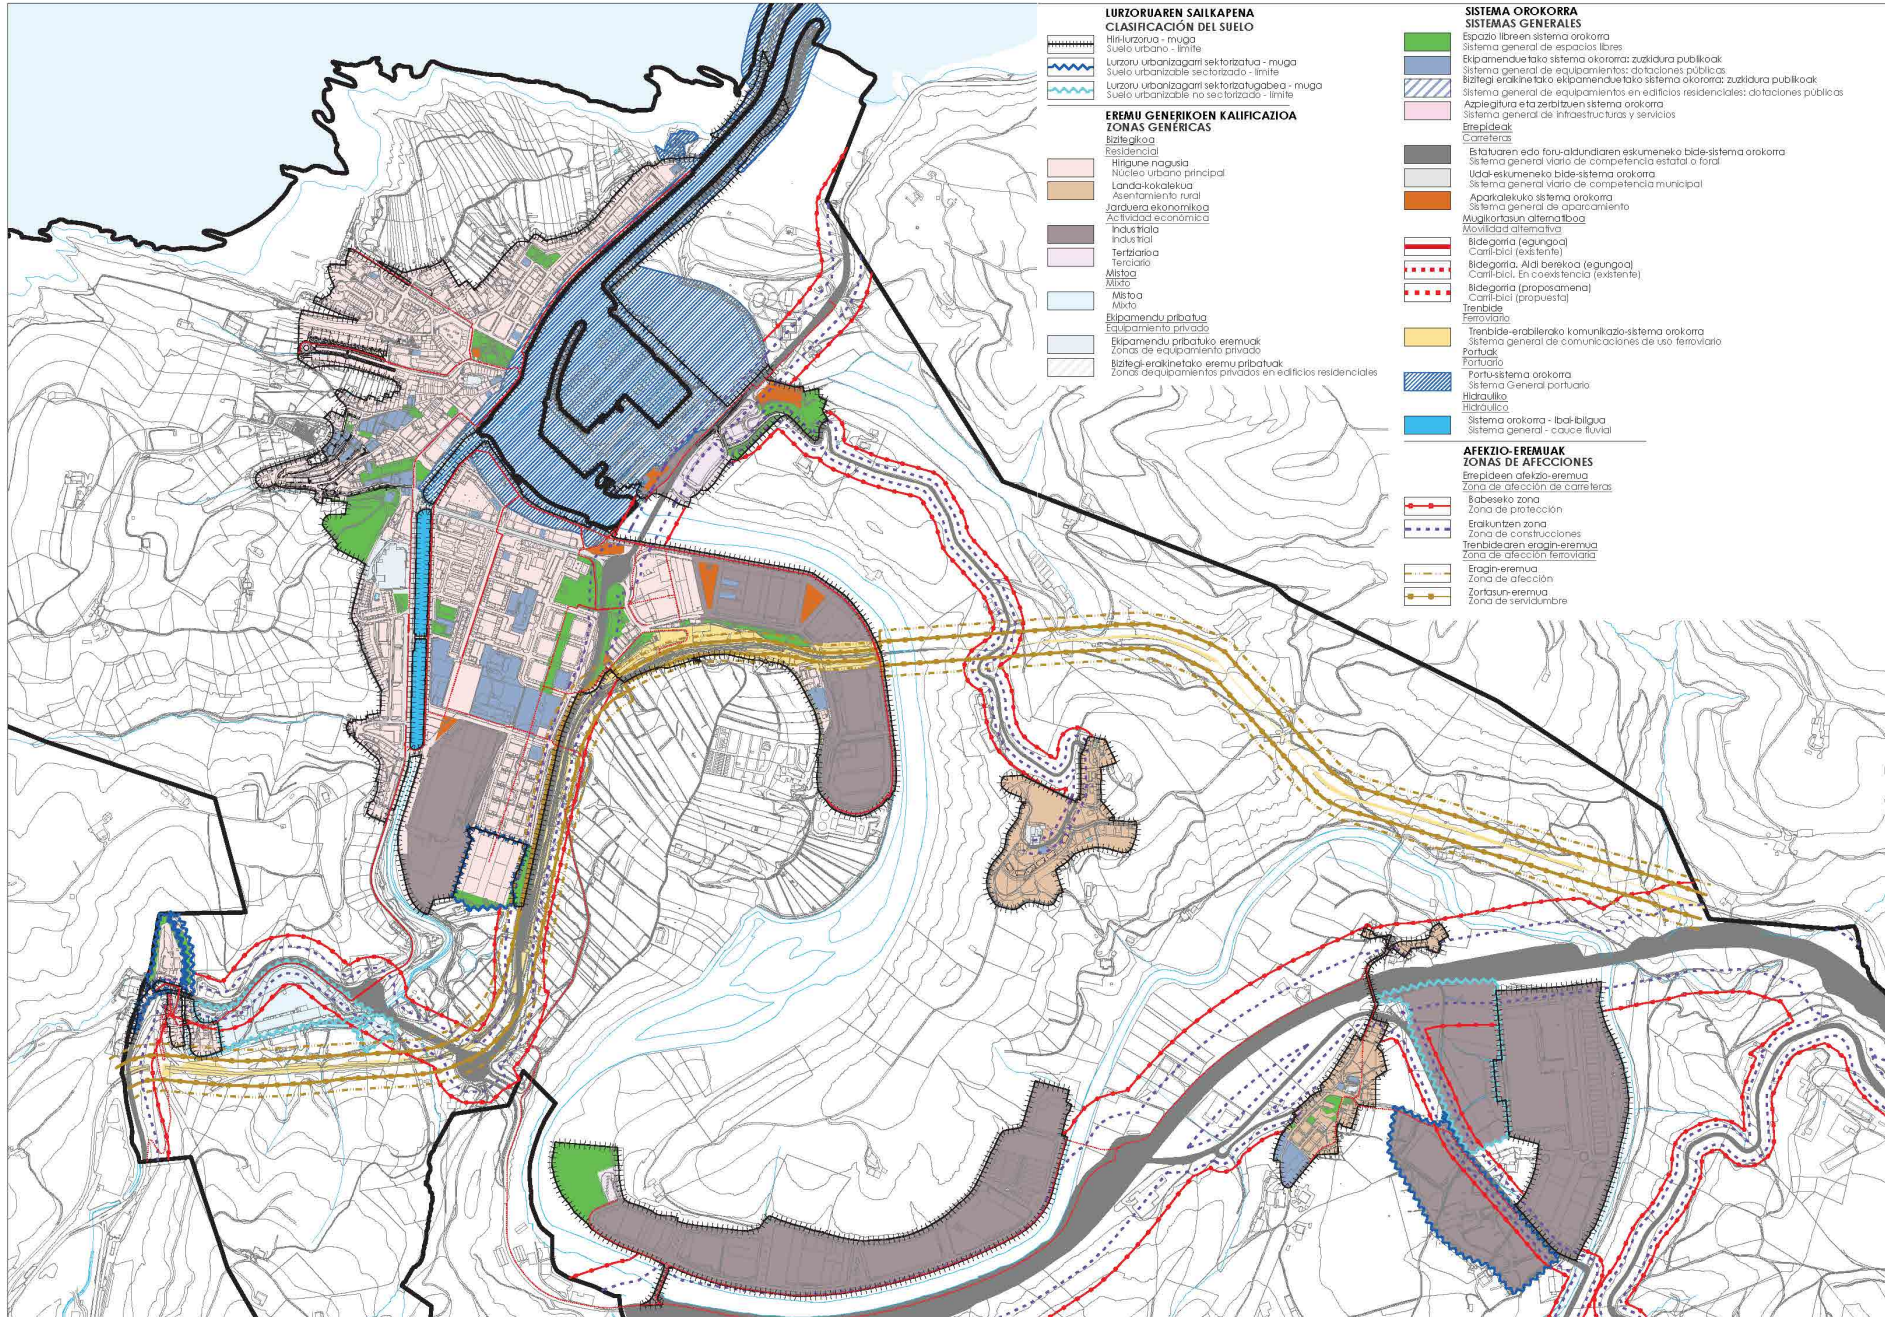 LURZORUAREN SAILKAPENA
CLASIFICACIÓN DEL SUELO
Hiri-lurzorua - muga
Suelo urbano - límite
Lurzoru urbanizagarri sektorizatua - muga
Suelo urbanizable sectorizado - límite
Lurzoru urbanizagarri sektorizatugabea - muga
Suelo urbanizable no sectorizado - límite
EREMU GENERIKOEN KALIFIKAZIOA
ZONAS GENÉRICAS
Bizitegikoa
Residencial
Hirigune nagusia
Núcleo urbano principal
Landa-kokalekua
Asentamiento rural
Jarduera ekonomikoa
Actividad económica
Industriala
Industrial
Tertziarioa
Terciario
Mistoa
Mixto
Mistoa
Mixto
Ekipamendu pribatua
Equipamiento privado
Ekipamendu pribatuko eremuak
Zonas de equipamiento privado
Bizitegi-eraikinetako eremu pribatuak
Zonas dequipamientos privados en edificios residenciales
SISTEMA OROKORRA
SISTEMAS GENERALES
Espazio libreen sistema orokorra
Sistema general de espacios libres
Ekipamenduetako sistema okororra: zuzkidura publikoak
Sistema general de equipamientos: dotaciones públicas
Bizitegi eraikinetako ekipamenduetako sistema okororra: zuzkidura publikoak
Sistema general de equipamientos en edificios residenciales: dotaciones públicas
Azpiegitura eta zerbitzuen sistema orokorra
Sistema general de infraestructuras y servicios
Errepideak
Carreteras
Estatuaren edo foru-aldundiaren eskumeneko bide-sistema orokorra
Sistema general viario de competencia estatal o foral
Udal-eskumeneko bide-sistema orokorra
Sistema general viario de competencia municipal
Aparkalekuko sistema orokorra
Sistema general de aparcamiento
Mugikortasun alternatiboa
Movilidad alternativa
Bidegorria (egungoa)
Carril-bici (existente)
Bidegorria. Aldi berekoa (egungoa)
Carril-bici. En coexistencia (existente)
Bidegorria (proposamena)
Carril-bici (propuesta)
Trenbide
Ferroviario
Trenbide-erabilerako komunikazio-sistema orokorra
Sistema general de comunicaciones de uso ferroviario
Portuak
Portuario
Portu-sistema orokorra
Sistema General portuario
Hidrauliko
Hidráulico
Sistema orokorra - Ibai-ibilgua
Sistema general - cauce fluvial
AFEKZIO-EREMUAK
ZONAS DE AFECCIONES
Errepideen afekzio-eremua
Zona de afección de carreteras
Babeseko zona
Zona de protección
Eraikuntzen zona
Zona de construcciones
Trenbidearen eragin-eremua
Zona de afección ferroviaria
Eragin-eremua
Zona de afección
Zortasun-eremua
Zona de servidumbre